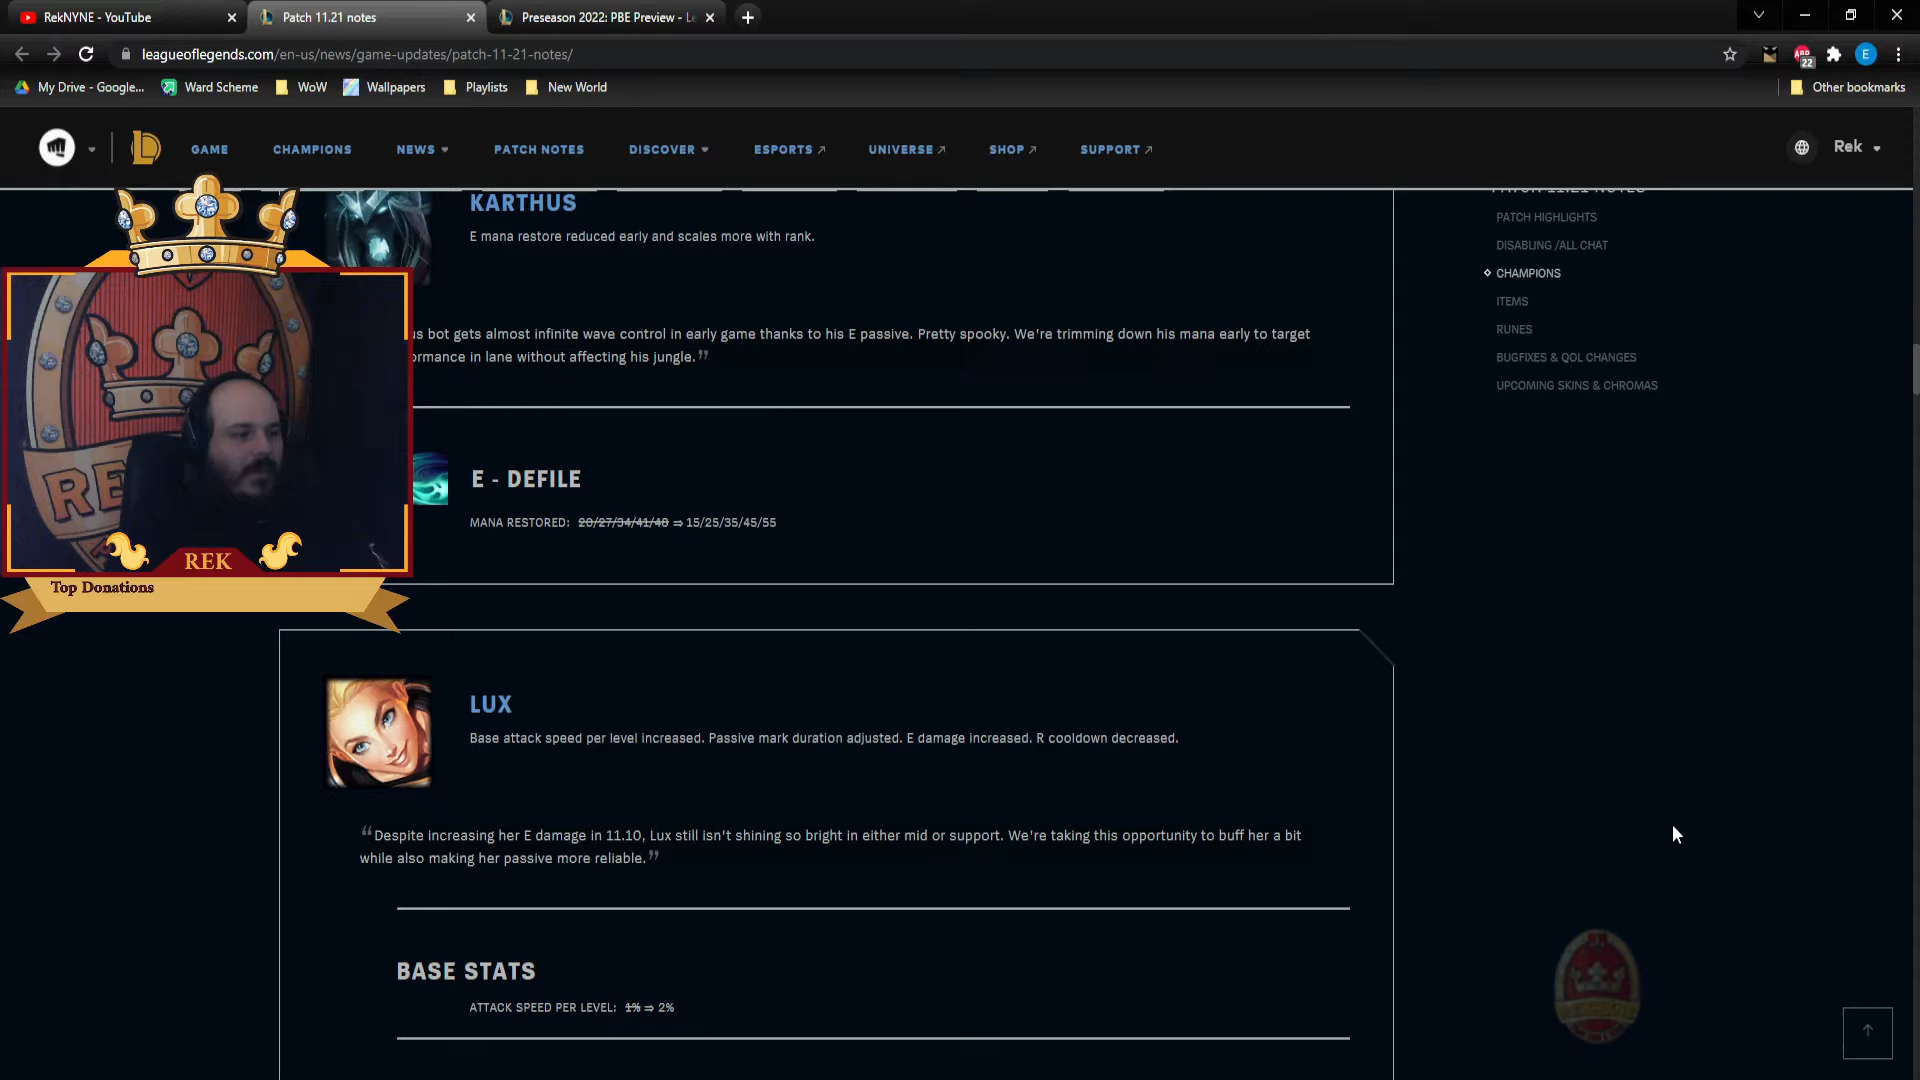 RekNYNE - YouTube
Patch 11.21 notes
Preseason 2022: PBE Preview - Le
leagueoflegends.com/en-us/news/game-updates/patch-11-21-notes/
22
E
My Drive - Google...
Ward Scheme
WoW
Wallpapers
Playlists
New World
Other bookmarks
GAME
CHAMPIONS
NEWS
PATCH NOTES
DISCOVER
ESPORTS
UNIVERSE
SHOP
SUPPORT
Rek
PATCH 11.21 NOTES
PATCH HIGHLIGHTS
DISABLING /ALL CHAT
CHAMPIONS
ITEMS
RUNES
BUGFIXES & QOL CHANGES
UPCOMING SKINS & CHROMAS
KARTHUS
E mana restore reduced early and scales more with rank.
us bot gets almost infinite wave control in early game thanks to his E passive. Pretty spooky. We're trimming down his mana early to target
ormance in lane without affecting his jungle.”
E - DEFILE
MANA RESTORED: 20/27/34/41/48 ⇒ 15/25/35/45/55
RE
REK
Top Donations
LUX
Base attack speed per level increased. Passive mark duration adjusted. E damage increased. R cooldown decreased.
“Despite increasing her E damage in 11.10, Lux still isn't shining so bright in either mid or support. We're taking this opportunity to buff her a bit
while also making her passive more reliable.”
BASE STATS
ATTACK SPEED PER LEVEL: 1% ⇒ 2%